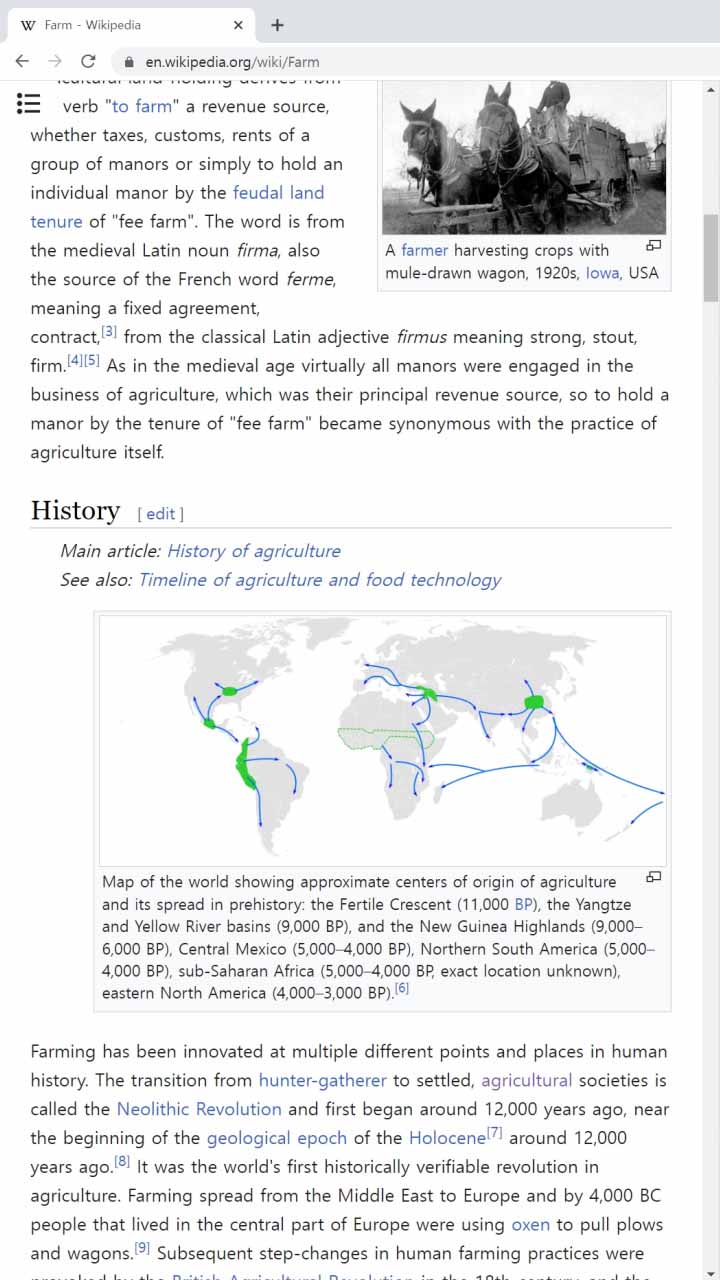 Farm - Wikipedia
en.wikipedia.org/wiki/Farm
verb "to farm" a revenue source,
whether taxes, customs, rents of a
group of manors or simply to hold an
individual manor by the feudal land
tenure of "fee farm". The word is from
the medieval Latin noun firma, also
the source of the French word ferme,
meaning a fixed agreement,
A farmer harvesting crops with
mule-drawn wagon, 1920s, Iowa, USA
contract,[3] from the classical Latin adjective firmus meaning strong, stout,
firm.[4][5] As in the medieval age virtually all manors were engaged in the
business of agriculture, which was their principal revenue source, so to hold a
manor by the tenure of "fee farm" became synonymous with the practice of
agriculture itself.
History [ edit ]
Main article: History of agriculture
See also: Timeline of agriculture and food technology
Map of the world showing approximate centers of origin of agriculture
and its spread in prehistory: the Fertile Crescent (11,000 BP), the Yangtze
and Yellow River basins (9,000 BP), and the New Guinea Highlands (9,000–
6,000 BP), Central Mexico (5,000–4,000 BP), Northern South America (5,000–
4,000 BP), sub-Saharan Africa (5,000–4,000 BP, exact location unknown),
eastern North America (4,000–3,000 BP).[6]
Farming has been innovated at multiple different points and places in human
history. The transition from hunter-gatherer to settled, agricultural societies is
called the Neolithic Revolution and first began around 12,000 years ago, near
the beginning of the geological epoch of the Holocene[7] around 12,000
years ago.[8] It was the world's first historically verifiable revolution in
agriculture. Farming spread from the Middle East to Europe and by 4,000 BC
people that lived in the central part of Europe were using oxen to pull plows
and wagons.[9] Subsequent step-changes in human farming practices were